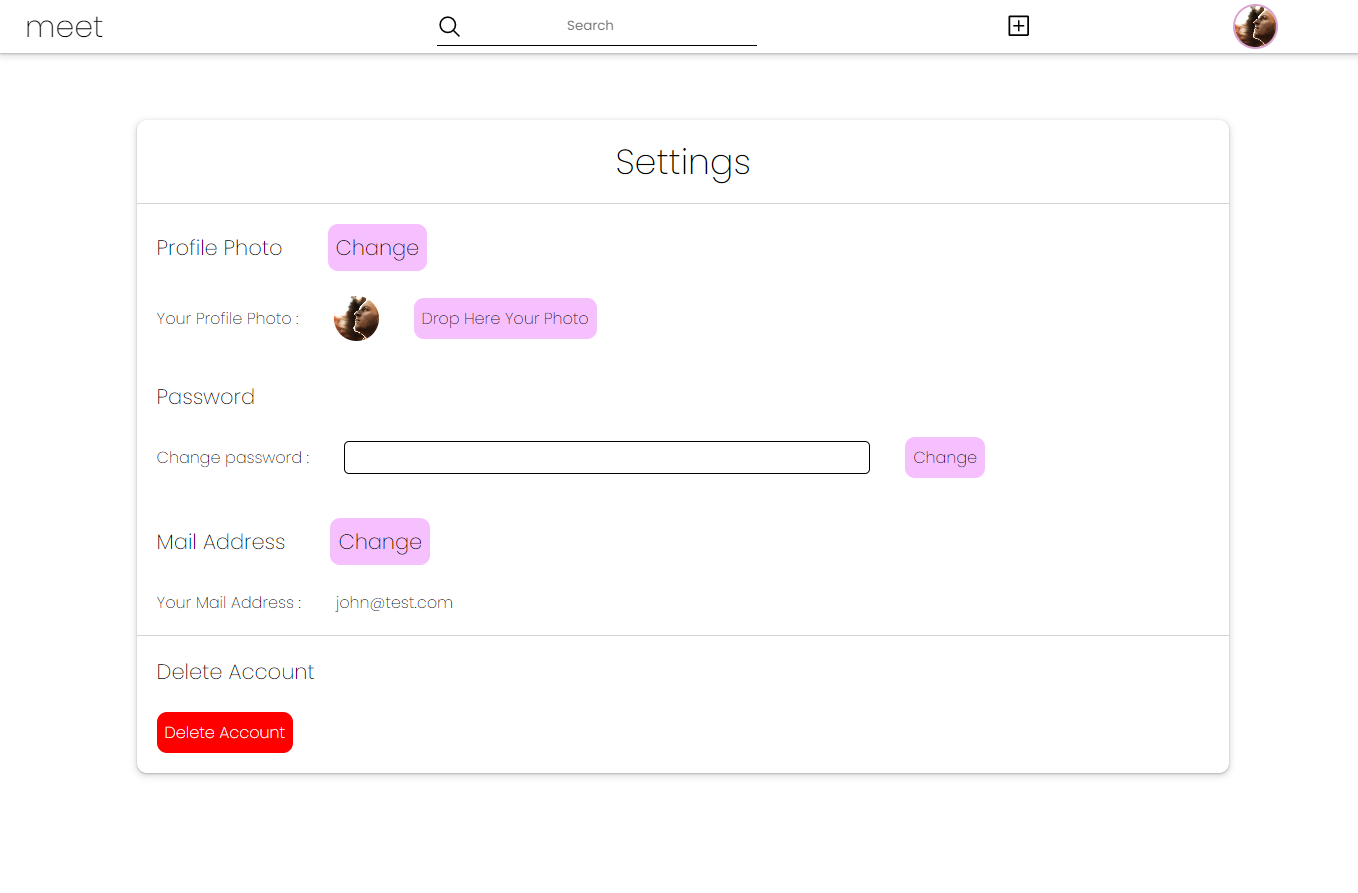 meet
Search
Settings
Profile Photo
Change
Your Profile Photo :
Drop Here Your Photo
Password
Change password :
Change
Mail Address
Change
Your Mail Address :
john@test.com
Delete Account
Delete Account